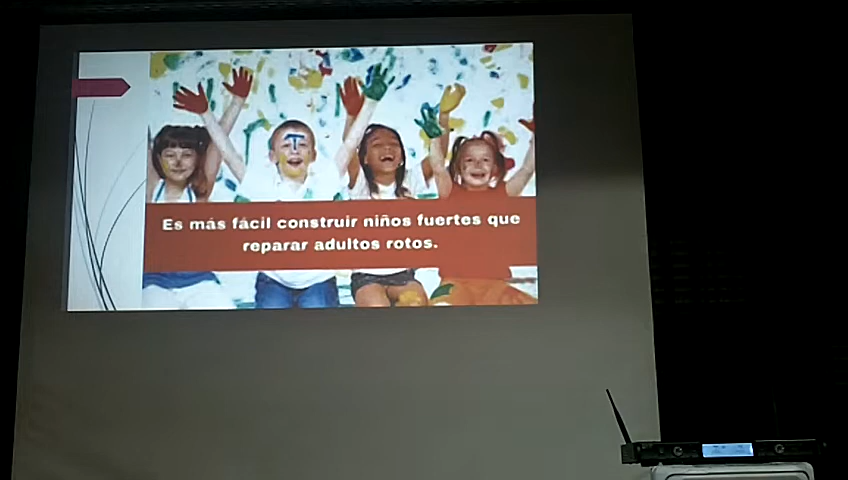 Es más fácil construir niños fuertes que
reparar adultos rotos.